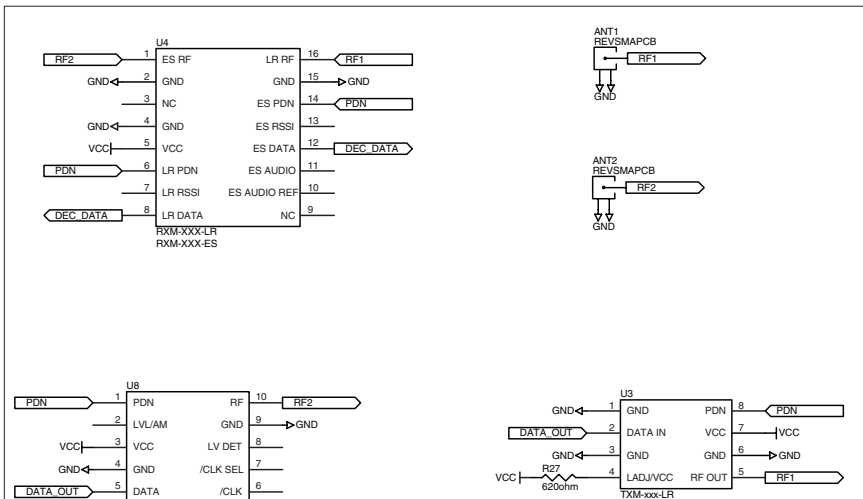 U4
RF2 1 ES RF LR RF 16 RF1
GND 2 GND GND 15 GND
3 NC ES PDN 14 PDN
GND 4 GND ES RSSI 13
VCC 5 VCC ES DATA 12 DEC_DATA
PDN 6 LR PDN ES AUDIO 11
7 LR RSSI ES AUDIO REF 10
DEC_DATA 8 LR DATA NC 9
RXM-XXX-LR
RXM-XXX-ES
ANT1
REVSMAPCB
RF1
GND
ANT2
REVSMAPCB
RF2
GND
U8
PDN 1 PDN RF 10 RF2
2 LVL/AM GND 9 GND
VCC 3 VCC LV DET 8
GND 4 GND /CLK SEL 7
DATA_OUT 5 DATA /CLK 6
U3
GND 1 GND PDN 8 PDN
DATA_OUT 2 DATA IN VCC 7 VCC
GND 3 GND GND 6 GND
VCC R27 4 LADJ/VCC RF OUT 5 RF1
620ohm
TXM-xxx-LR